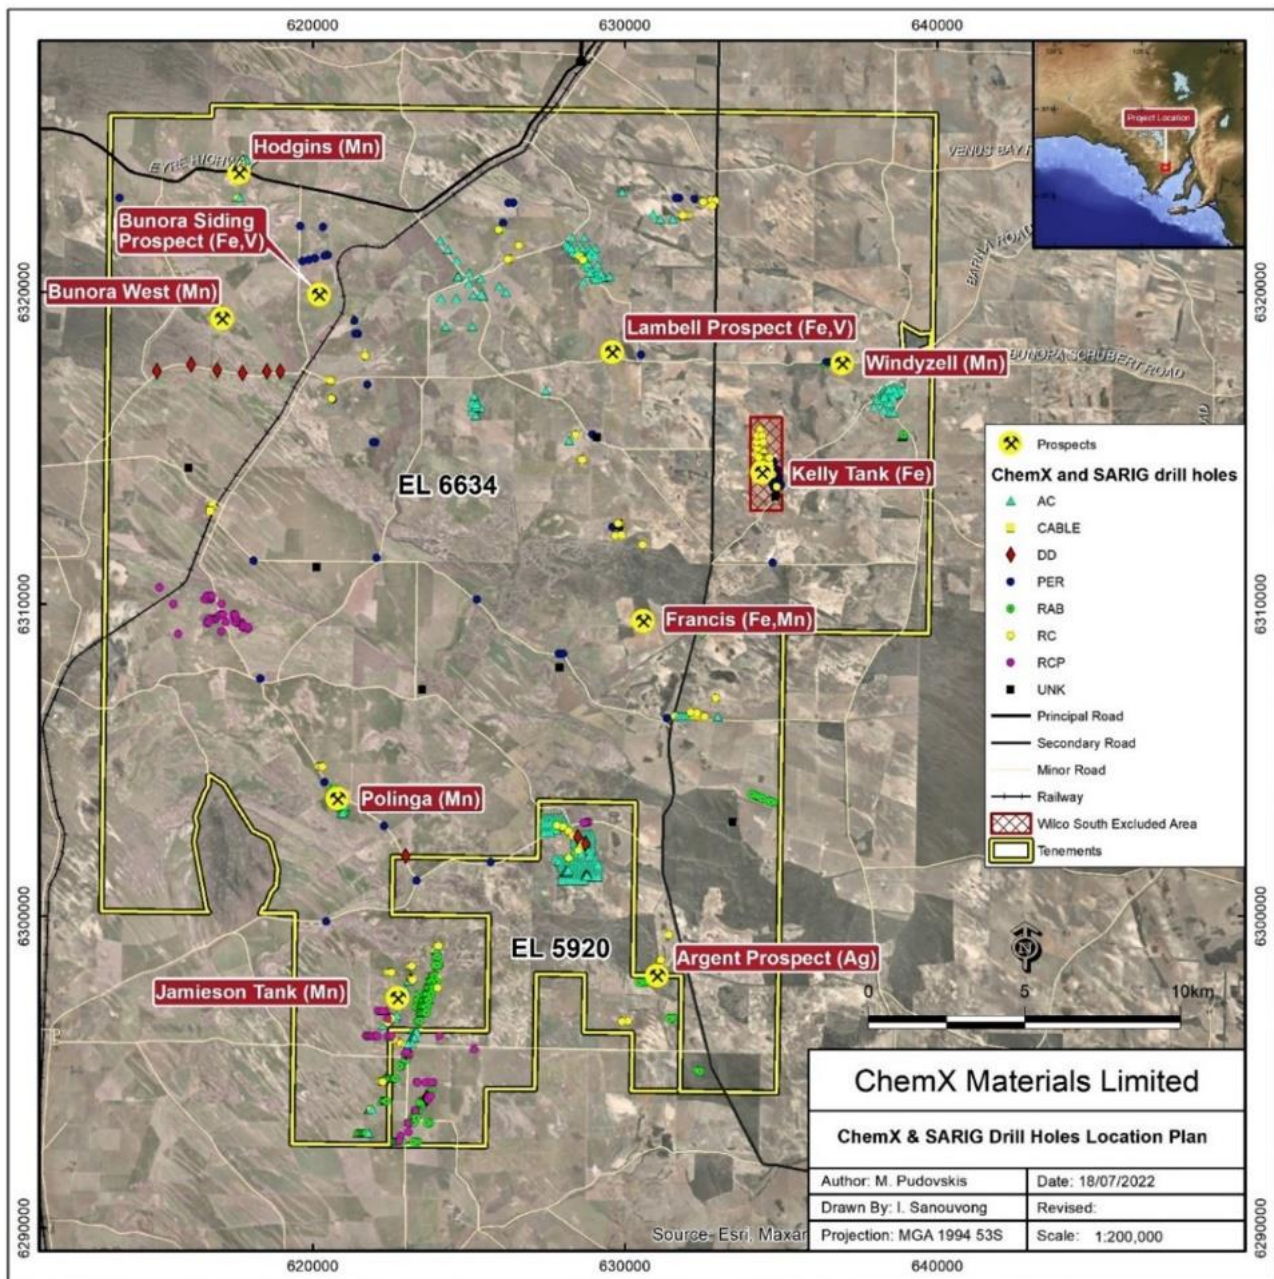 620000
630000
640000
Project Location
Hodgins (Mn)
EYRE HIGHWAY
VENUS BAY R
Bunora Siding
Prospect (Fe,V)
BARNA ROAD
6320000
6320000
Bunora West (Mn)
Lambell Prospect (Fe,V)
BUNORA SCHUBERT ROAD
Windyzell (Mn)
OAD
Prospects
ChemX and SARIG drill holes
AC
CABLE
DD
PER
RAB
RC
RCP
UNK
Principal Road
Secondary Road
Minor Road
Railway
Wilco South Excluded Area
Tenements
Kelly Tank (Fe)
EL 6634
6310000
6310000
Francis (Fe,Mn)
Polinga (Mn)
6300000
6300000
EL 5920
Argent Prospect (Ag)
N
Jamieson Tank (Mn)
0
5
10km
ChemX Materials Limited
ChemX & SARIG Drill Holes Location Plan
Author: M. Pudovskis
Date: 18/07/2022
Drawn By: I. Sanouvong
Revised:
Projection: MGA 1994 53S
Scale: 1:200,000
Source: Esri, Maxar
6290000
6290000
620000
630000
640000